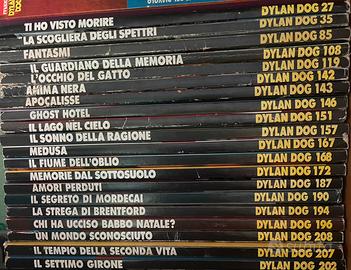 TI HO VISTO MORIRE DYLAN DOG 27
LA SCOGLIERA DEGLI SPETTRI DYLAN DOG 35
FANTASMI DYLAN DOG 85
IL GUARDIANO DELLA MEMORIA DYLAN DOG 108
L'OCCHIO DEL GATTO DYLAN DOG 119
ANIMA NERA DYLAN DOG 142
APOCALISSE DYLAN DOG 143
GHOST HOTEL DYLAN DOG 146
IL LAGO NEL CIELO DYLAN DOG 151
IL SONNO DELLA RAGIONE DYLAN DOG 157
MEDUSA DYLAN DOG 167
IL FIUME DELL'OBLIO DYLAN DOG 168
MEMORIE DAL SOTTOSUOLO DYLAN DOG 172
AMORI PERDUTI DYLAN DOG 187
IL SEGRETO DI MORDECAI DYLAN DOG 190
LA STREGA DI BRENTFORD DYLAN DOG 194
CHI HA UCCISO BABBO NATALE? DYLAN DOG 196
UN MONDO SCONOSCIUTO DYLAN DOG 208
IL TEMPIO DELLA SECONDA VITA DYLAN DOG 207
IL SETTIMO GIRONE DYLAN DOG 202